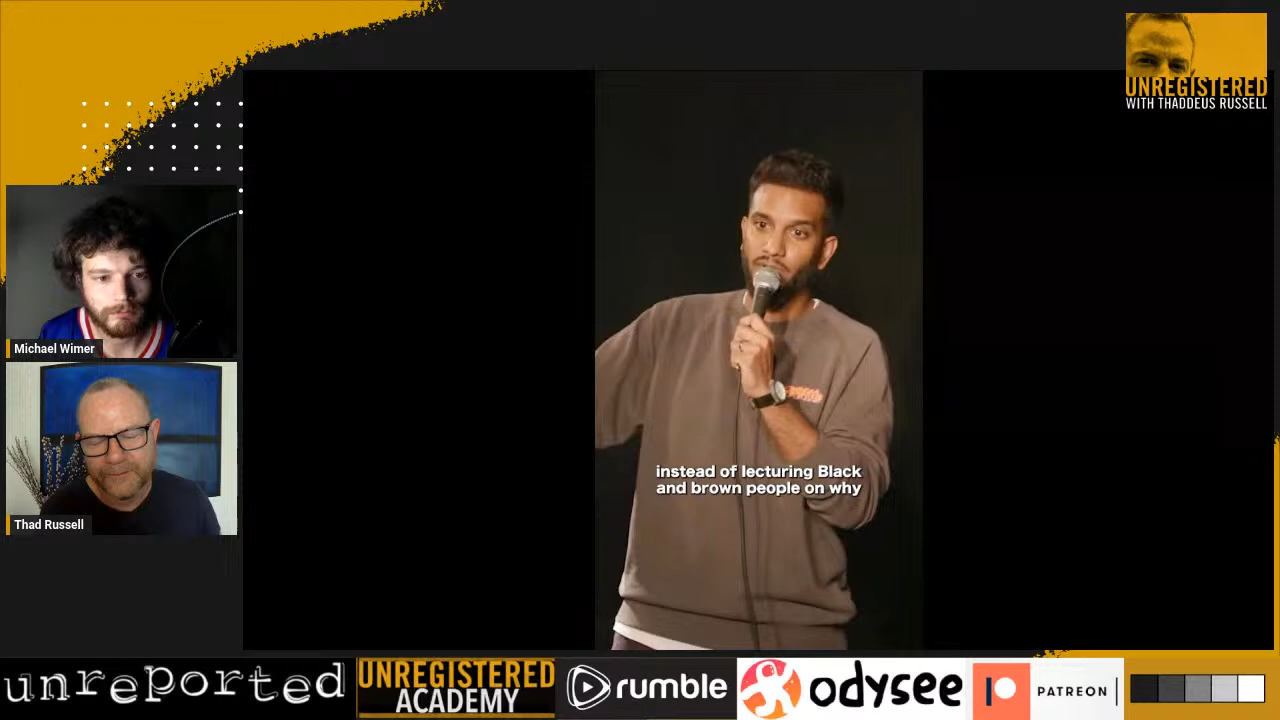 UNREGISTERED
WITH THADDEUS RUSSELL
Michael Wimer
Thad Russell
instead of lecturing Black
and brown people on why
unreported
UNREGISTERED
ACADEMY
rumble
odysee
PATREON